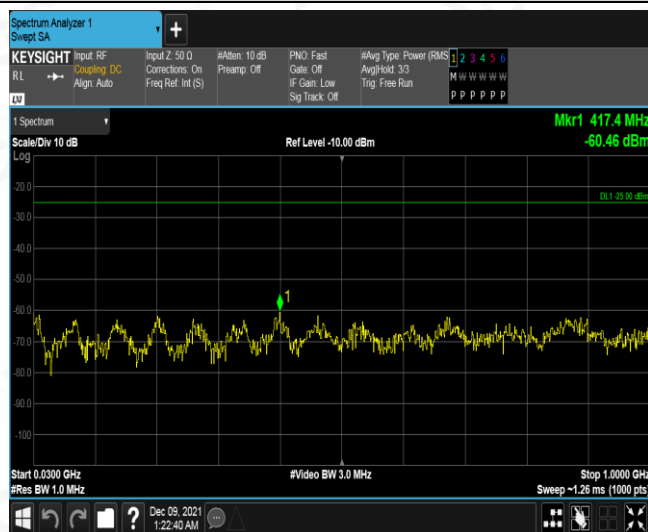 Spectrum Analyzer 1
Swept SA
+
KEYSIGHT
RL
LXI
Input: RF
Coupling: DC
Align: Auto
Input Z: 50 Ω
Corrections: On
Freq Ref: Int (S)
#Atten: 10 dB
Preamp: Off
PNO: Fast
Gate: Off
IF Gain: Low
Sig Track: Off
#Avg Type: Power (RMS
Avg|Hold: 3/3
Trig: Free Run
1 2 3 4 5 6
M W W W W W
P P P P P P
1 Spectrum
Mkr1 417.4 MHz
Scale/Div 10 dB
Ref Level -10.00 dBm
-60.46 dBm
Log
-20.0
DL1 -25.00 dBm
-30.0
-40.0
-50.0
1
-60.0
-70.0
-80.0
-90.0
-100
Start 0.0300 GHz
#Video BW 3.0 MHz
Stop 1.0000 GHz
#Res BW 1.0 MHz
Sweep ~1.26 ms (1000 pts)
?
Dec 09, 2021
1:22:40 AM